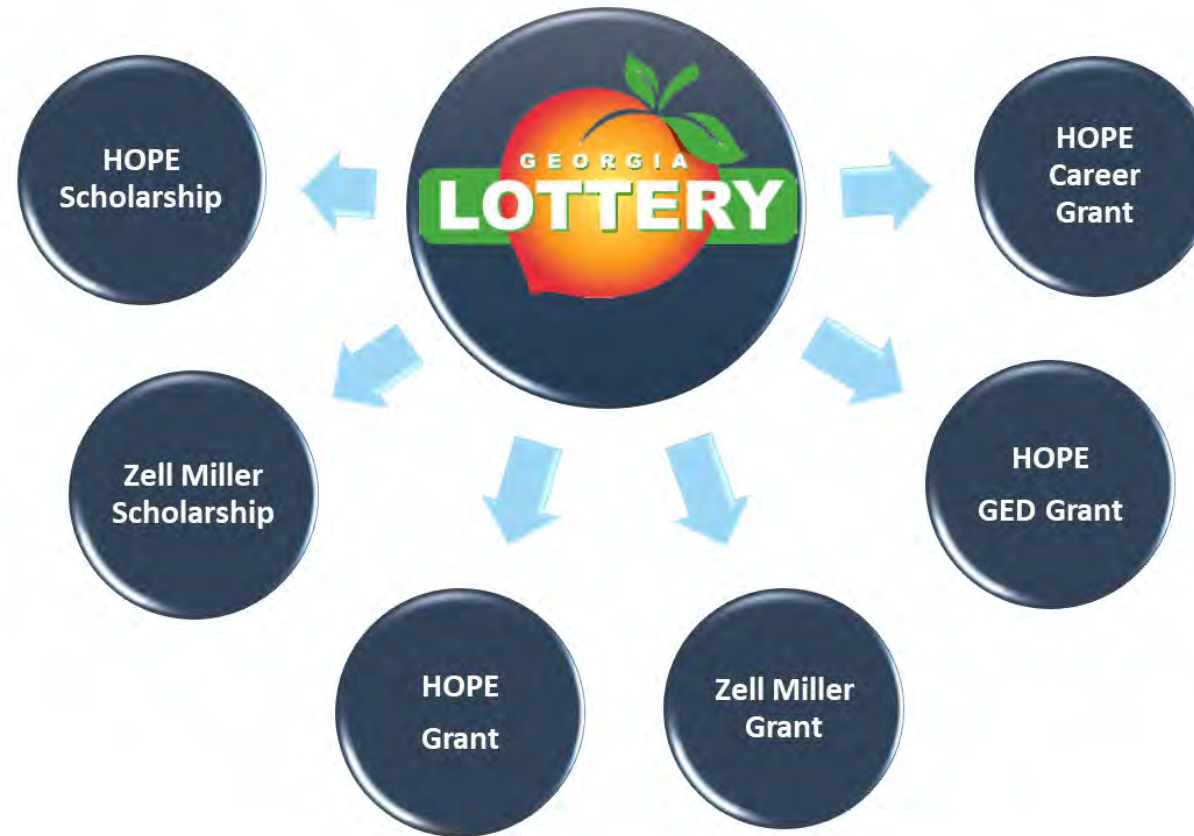 GEORGIA
LOTTERY
HOPE
Scholarship
Zell Miller
Scholarship
HOPE
Grant
Zell Miller
Grant
HOPE
GED Grant
HOPE
Career
Grant